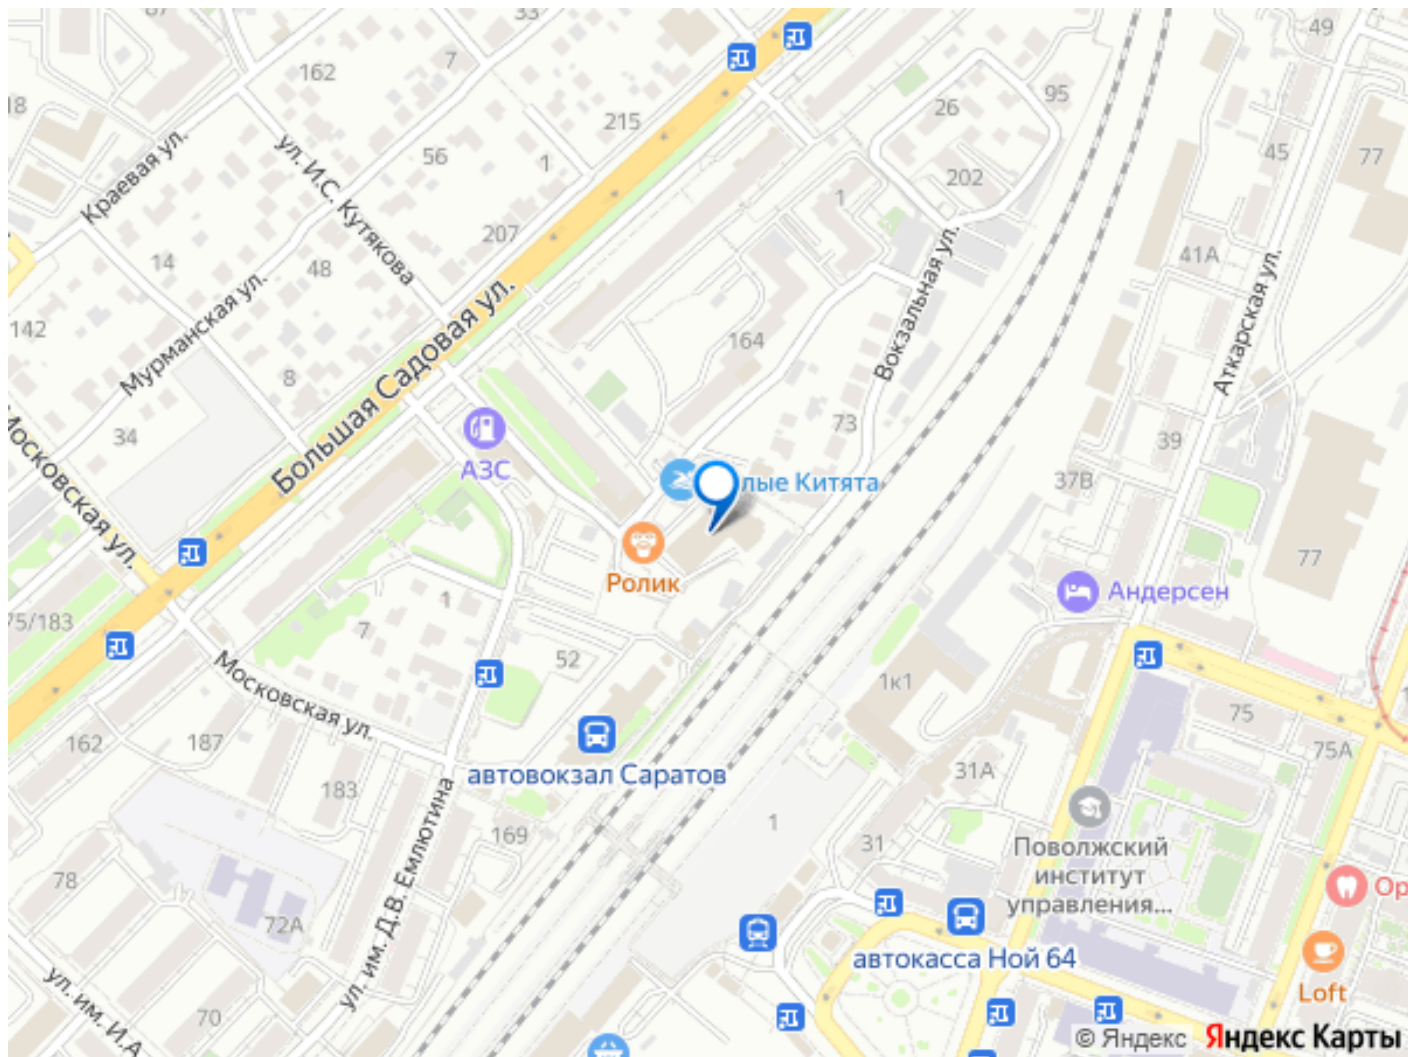 87
33
162
7
49
18
215
26
95
45
77
56
1
202
1
Краевая ул.
ул. И.С. Кутякова
207
41А
14
48
142
Мурманская ул.
Большая Садовая ул.
164
Вокзальная ул.
Аткарская ул.
8
34
73
39
Московская ул.
АЗС
лые Китята
37В
77
Ролик
Андерсен
75/183
1
7
52
1к1
Московская ул.
162
187
75
75А
автовокзал Саратов
31А
183
169
1
31
Поволжский
институт
управления...
78
72А
ул. им. Д.В. Емлютина
Ор
автокасса Ной 64
Loft
ул. им. И.А
70
© Яндекс Яндекс Карты